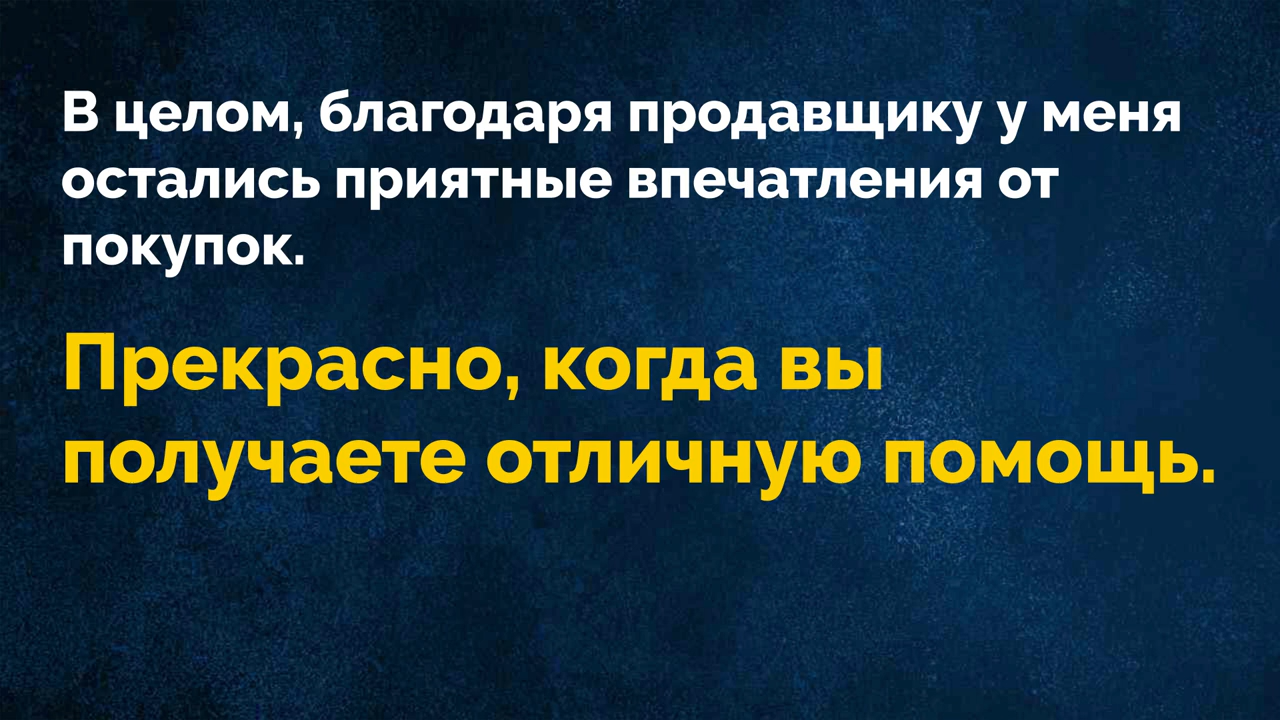 В целом, благодаря продавщику у меня
остались приятные впечатления от
покупок.
Прекрасно, когда вы
получаете отличную помощь.